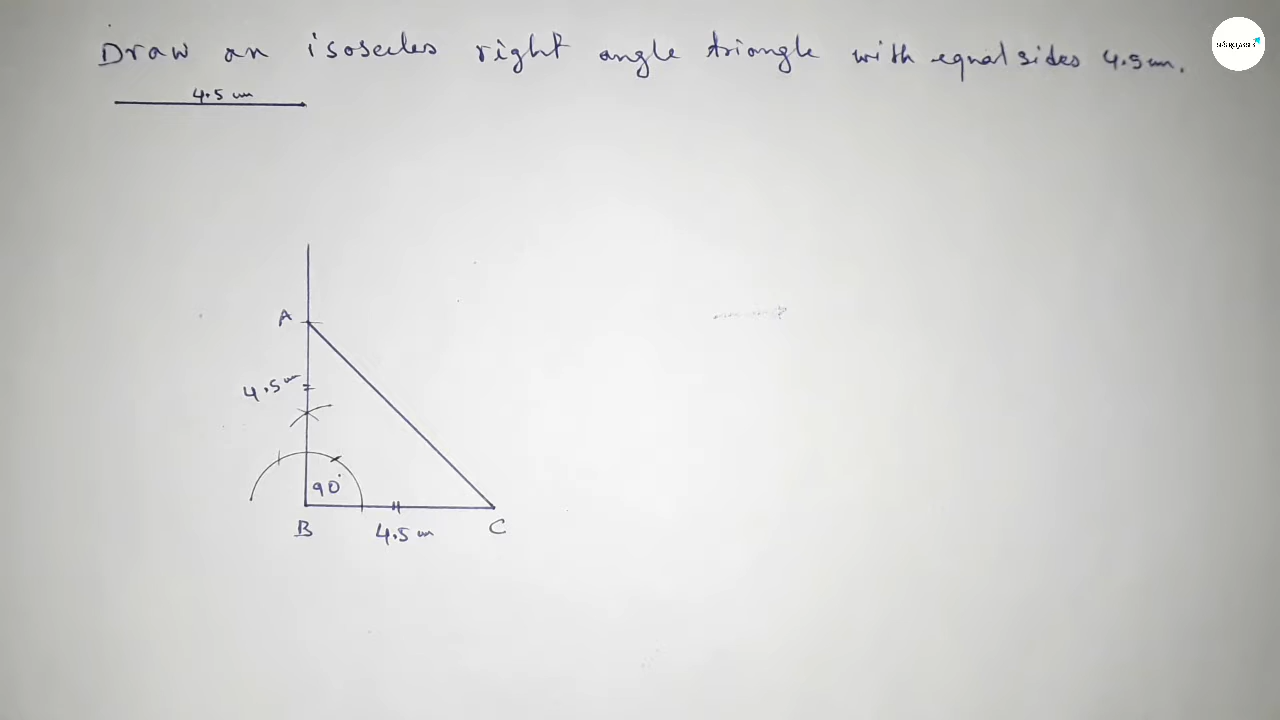 Draw an isosceles right angle triangle with equal sides 4.5 cm.
4.5 cm
A
4.5 cm
90°
B
4.5 cm
C